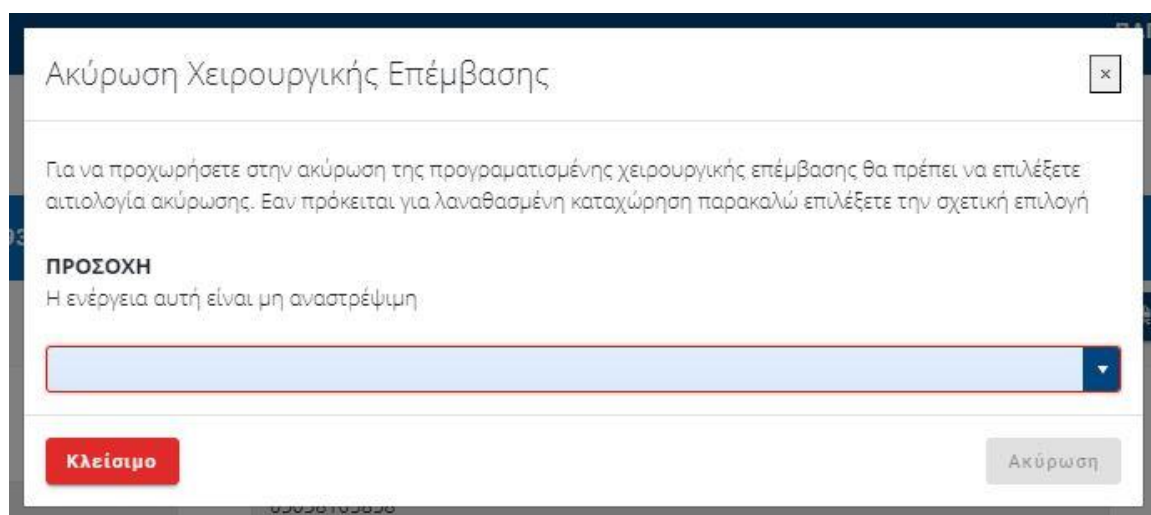 Ακύρωση Χειρουργικής Επέμβασης
×
Για να προχωρήσετε στην ακύρωση της προγραματισμένης χειρουργικής επέμβασης θα πρέπει να επιλέξετε
αιτιολογία ακύρωσης. Εαν πρόκειται για λαναθασμένη καταχώρηση παρακαλώ επιλέξετε την σχετική επιλογή
ΠΡΟΣΟΧΗ
Η ενέργεια αυτή είναι μη αναστρέψιμη
Κλείσιμο
Ακύρωση